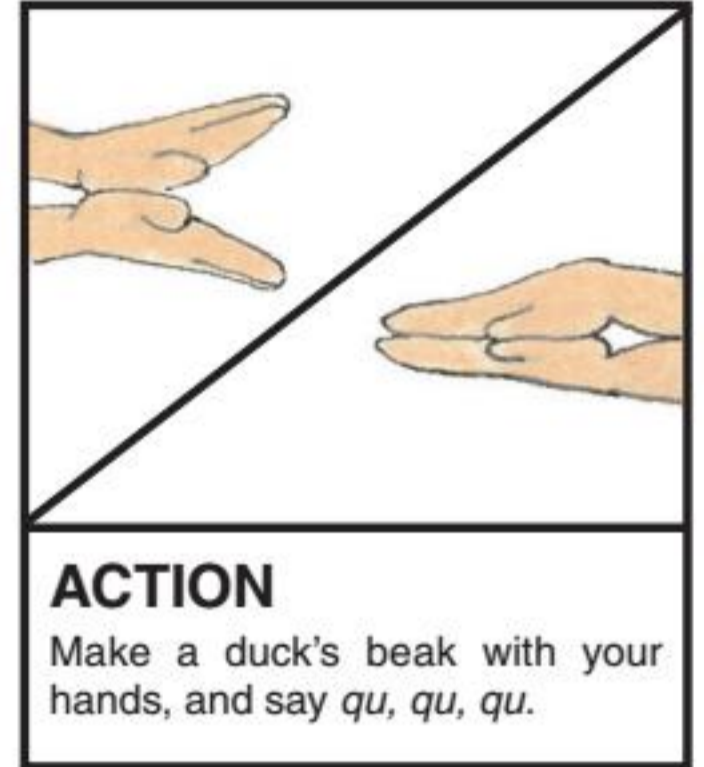 ACTION
Make a duck's beak with your
hands, and say qu, qu, qu.